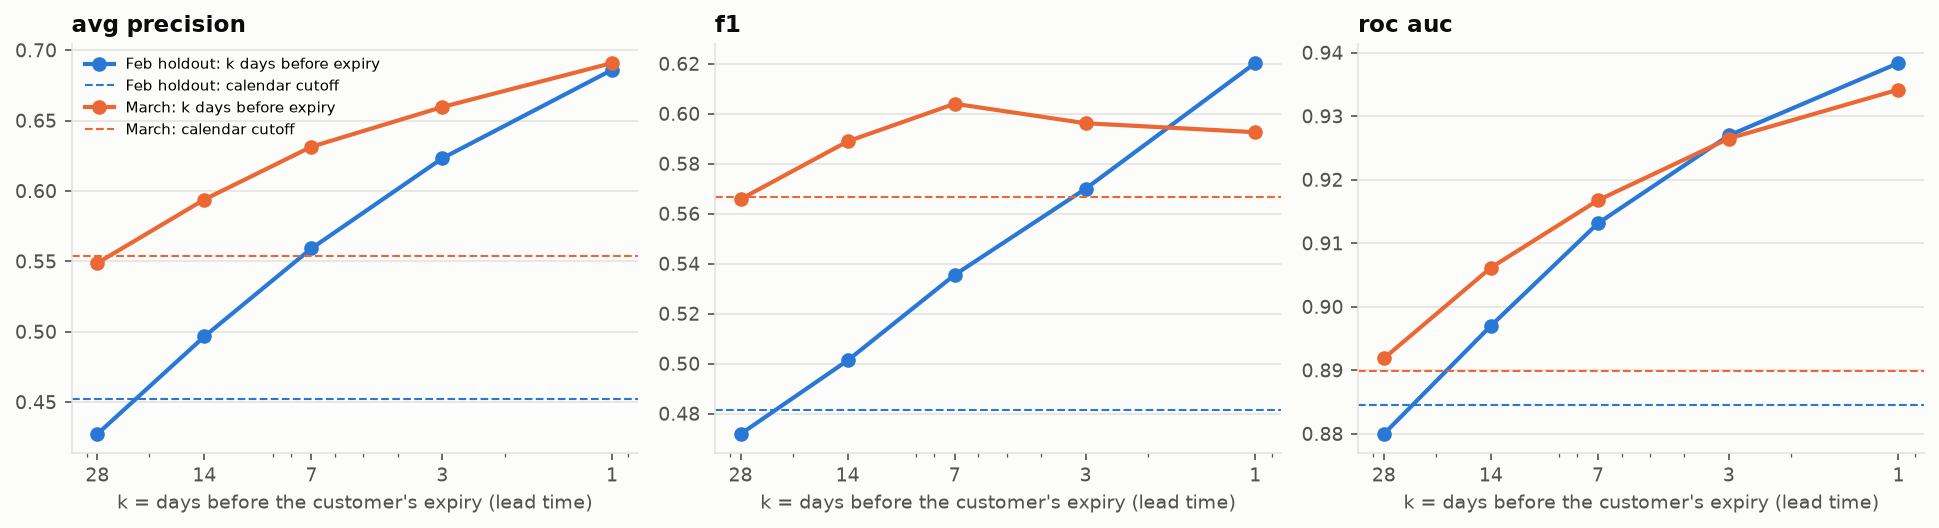 avg precision
0.70
0.65
0.60
0.55
0.50
0.45
Feb holdout: k days before expiry
Feb holdout: calendar cutoff
March: k days before expiry
March: calendar cutoff
28 14 7 3 1
k = days before the customer's expiry (lead time)
f1
0.62
0.60
0.58
0.56
0.54
0.52
0.50
0.48
28 14 7 3 1
k = days before the customer's expiry (lead time)
roc auc
0.94
0.93
0.92
0.91
0.90
0.89
0.88
28 14 7 3 1
k = days before the customer's expiry (lead time)